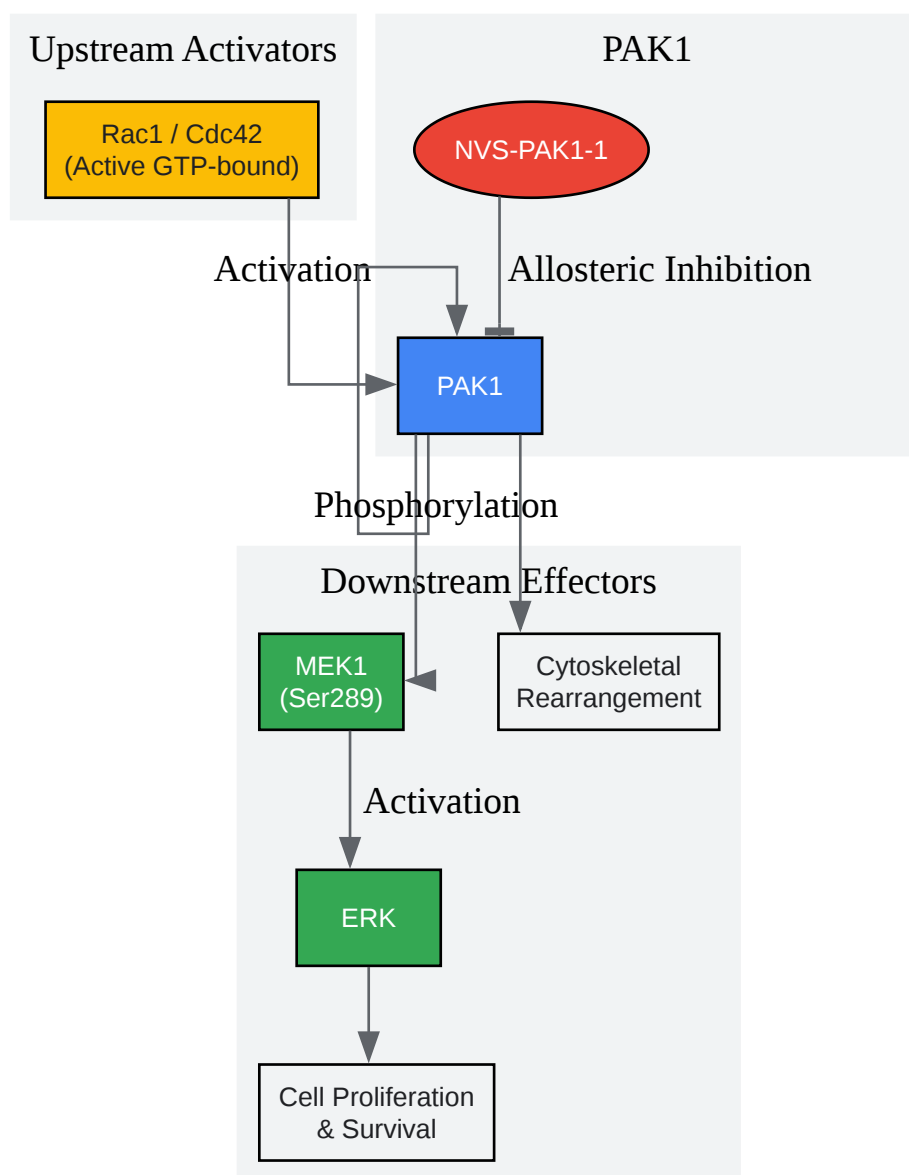 Upstream Activators
PAK1
Rac1 / Cdc42
(Active GTP-bound)
NVS-PAK1-1
Activation
Allosteric Inhibition
PAK1
Phosphorylation
Downstream Effectors
MEK1
(Ser289)
Cytoskeletal
Rearrangement
Activation
ERK
Cell Proliferation
& Survival